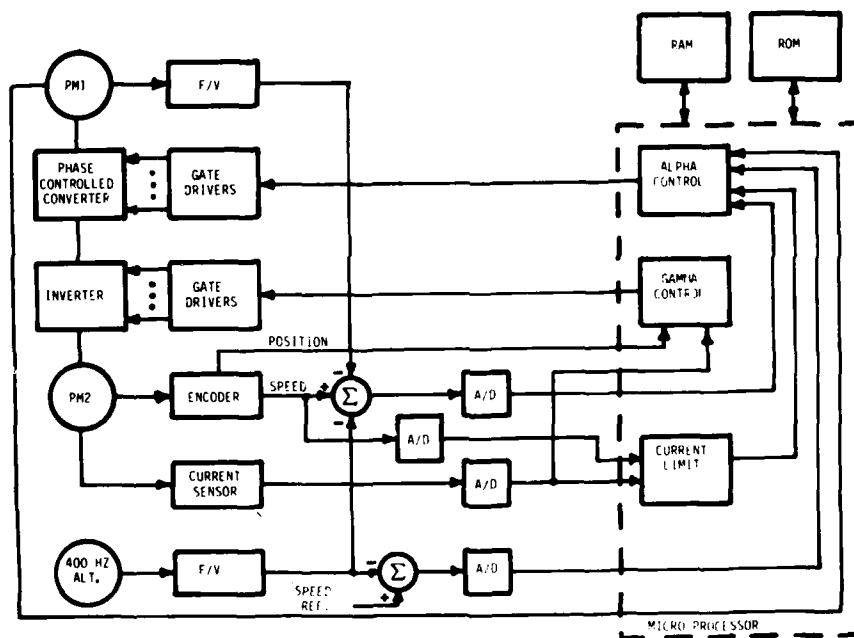 RAM
ROM
PM1
F/V
PHASE
CONTROLLED
CONVERTER
GATE
DRIVERS
ALPHA
CONTROL
INVERTER
GATE
DRIVERS
GAMMA
CONTROL
POSITION
PM2
ENCODER
SPEED
+
-
-
Σ
A/D
A/D
CURRENT
LIMIT
CURRENT
SENSOR
A/D
400 HZ
ALT.
F/V
-
+
Σ
A/D
SPEED
REF.
MICRO PROCESSOR